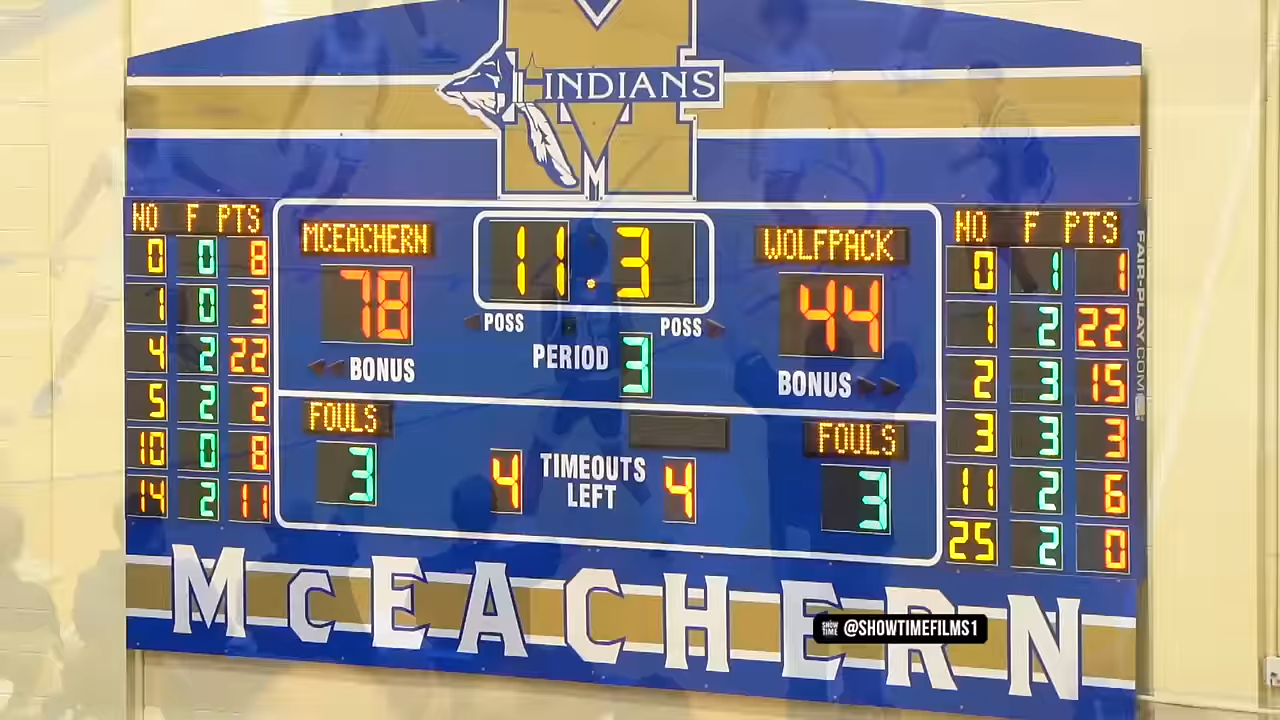 INDIANS
M
NO F PTS
0 0 8
1 0 3
4 2 22
5 2 2
10 0 8
14 2 11
MCEACHERN
78
11.3
WOLFPACK
44
POSS
POSS
BONUS
PERIOD 3
BONUS
FOULS
3
4 TIMEOUTS LEFT 4
FOULS
3
NO F PTS
0 1 1
1 2 22
2 3 15
3 3 3
11 2 6
25 2 0
FAIR-PLAY.COM
McEACHERN
SHOW TIME @SHOWTIMEFILMS1